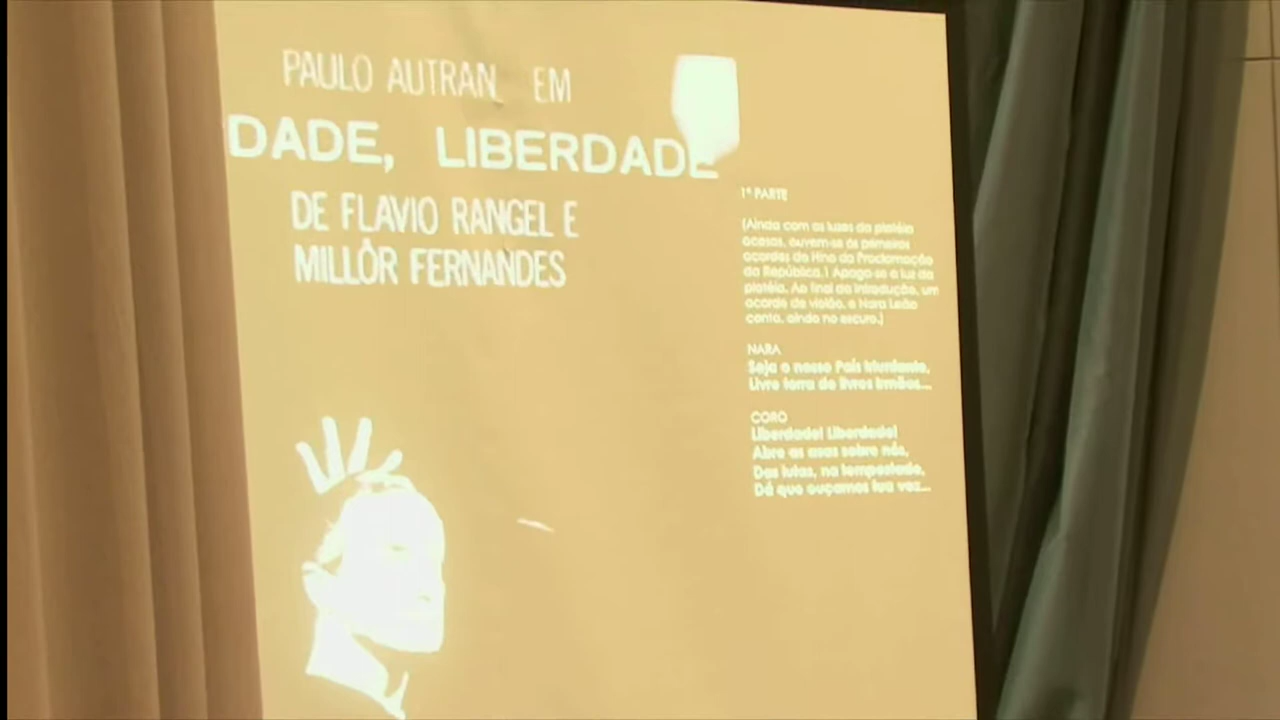 PAULO AUTRAN EM
DADE, LIBERDADE
DE FLAVIO RANGEL E
MILLÔR FERNANDES
1ª PARTE
(Ainda com as luzes da platéia
acesas, ouvem-se os primeiros
acordes do Hino da Proclamação
da República.) Apaga-se a luz da
platéia. Ao final da introdução, um
acorde de violão, e Nara Leão
canta, ainda no escuro.)
NARA
Seja o nosso País triunfante,
Livre terra de livres irmãos...
CORO
Liberdade! Liberdade!
Abre as asas sobre nós,
Das lutas, na tempestade,
Dá que ouçamos tua voz...